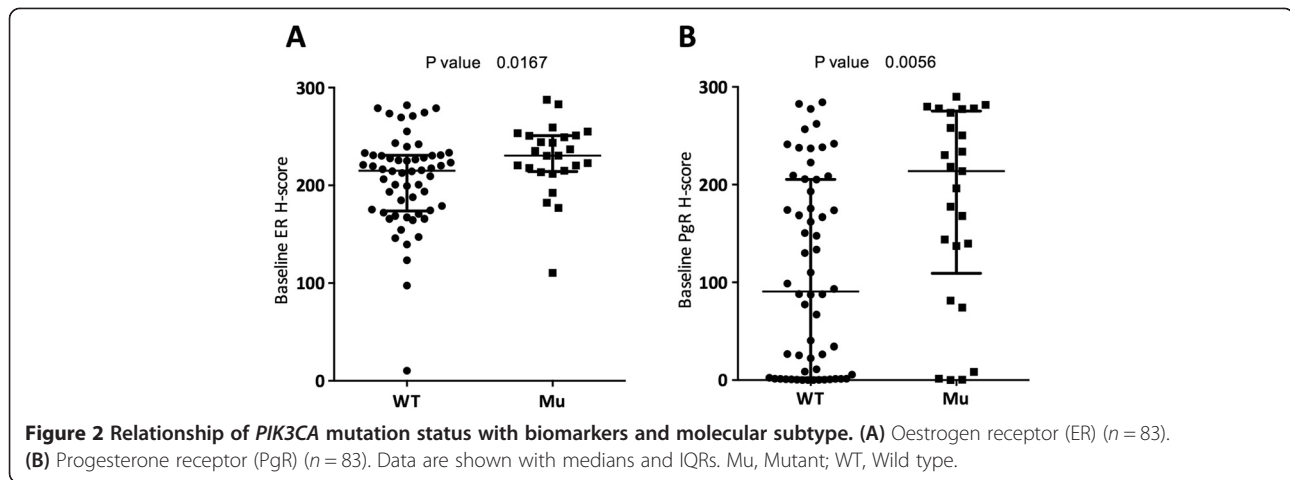 A
B
P value 0.0167
P value 0.0056
300
200
100
0
Baseline ER H-score
WT
Mu
300
200
100
0
Baseline PgR H-score
WT
Mu
Figure 2 Relationship of PIK3CA mutation status with biomarkers and molecular subtype. (A) Oestrogen receptor (ER) (n = 83).
(B) Progesterone receptor (PgR) (n = 83). Data are shown with medians and IQRs. Mu, Mutant; WT, Wild type.